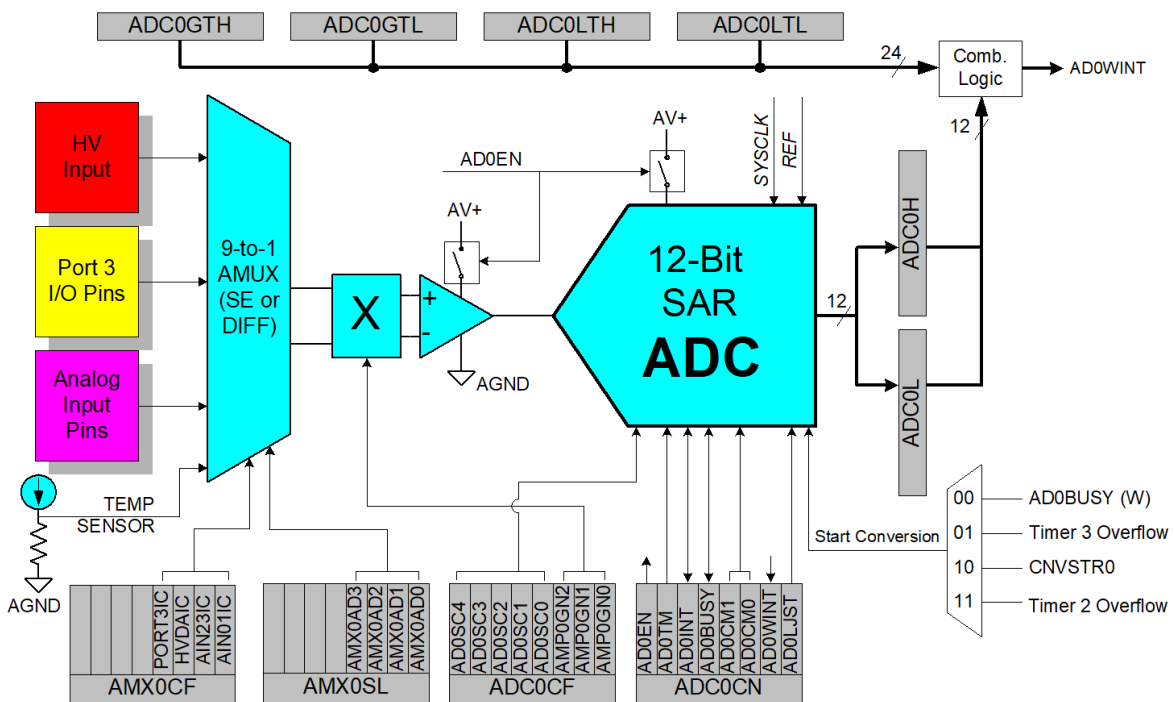 ADC0GTH
ADC0GTL
ADC0LTH
ADC0LTL
24
Comb.
Logic
AD0WINT
12
HV
Input
Port 3
I/O Pins
Analog
Input
Pins
9-to-1
AMUX
(SE or
DIFF)
X
+
-
AV+
AGND
AD0EN
AV+
SYSCLK
REF
12-Bit
SAR
ADC
12
ADC0H
ADC0L
TEMP
SENSOR
AGND
Start Conversion
00
AD0BUSY (W)
01
Timer 3 Overflow
10
CNVSTR0
11
Timer 2 Overflow
PORT3IC
HVDAIC
AIN23IC
AIN01IC
AMX0CF
AMX0AD3
AMX0AD2
AMX0AD1
AMX0AD0
AMX0SL
AD0SC4
AD0SC3
AD0SC2
AD0SC1
AD0SC0
AMP0GN2
AMP0GN1
AMP0GN0
ADC0CF
AD0EN
AD0TM
AD0INT
AD0BUSY
AD0CM1
AD0CM0
AD0WINT
AD0LJST
ADC0CN